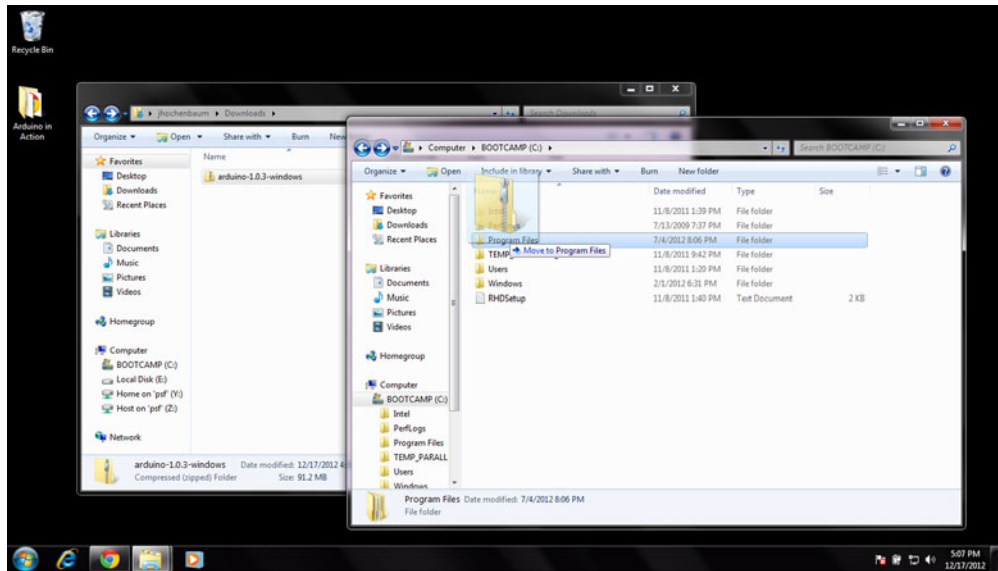 Recycle Bin
Arduino in
Action
jhochenbaum ▸ Downloads ▸
Search Downloads
Organize ▾ Open ▾ Share with ▾ Burn New
Favorites
Desktop
Downloads
Recent Places
Libraries
Documents
Music
Pictures
Videos
Homegroup
Computer
BOOTCAMP (C:)
Local Disk (E:)
Home on 'psf' (Y:)
Host on 'psf' (Z:)
Network
Name
arduino-1.0.3-windows
arduino-1.0.3-windows Date modified: 12/17/2012 4:
Compressed (zipped) Folder Size: 91.2 MB
Computer ▸ BOOTCAMP (C:) ▸
Search BOOTCAMP (C:)
Organize ▾ Open Include in library ▾ Share with ▾ Burn New folder
Favorites
Desktop
Downloads
Recent Places
Libraries
Documents
Music
Pictures
Videos
Homegroup
Computer
BOOTCAMP (C:)
Intel
PerfLogs
Program Files
TEMP_PARALL
Users
Windows
Name Date modified Type Size
11/8/2011 1:39 PM File folder
7/13/2009 7:37 PM File folder
Program Files 7/4/2012 8:06 PM File folder
TEMP_ 11/8/2011 9:42 PM File folder
Move to Program Files
Users 11/8/2011 1:20 PM File folder
Windows 2/1/2012 6:31 PM File folder
RHDSetup 11/8/2011 1:40 PM Text Document 2 KB
Program Files Date modified: 7/4/2012 8:06 PM
File folder
5:07 PM
12/17/2012